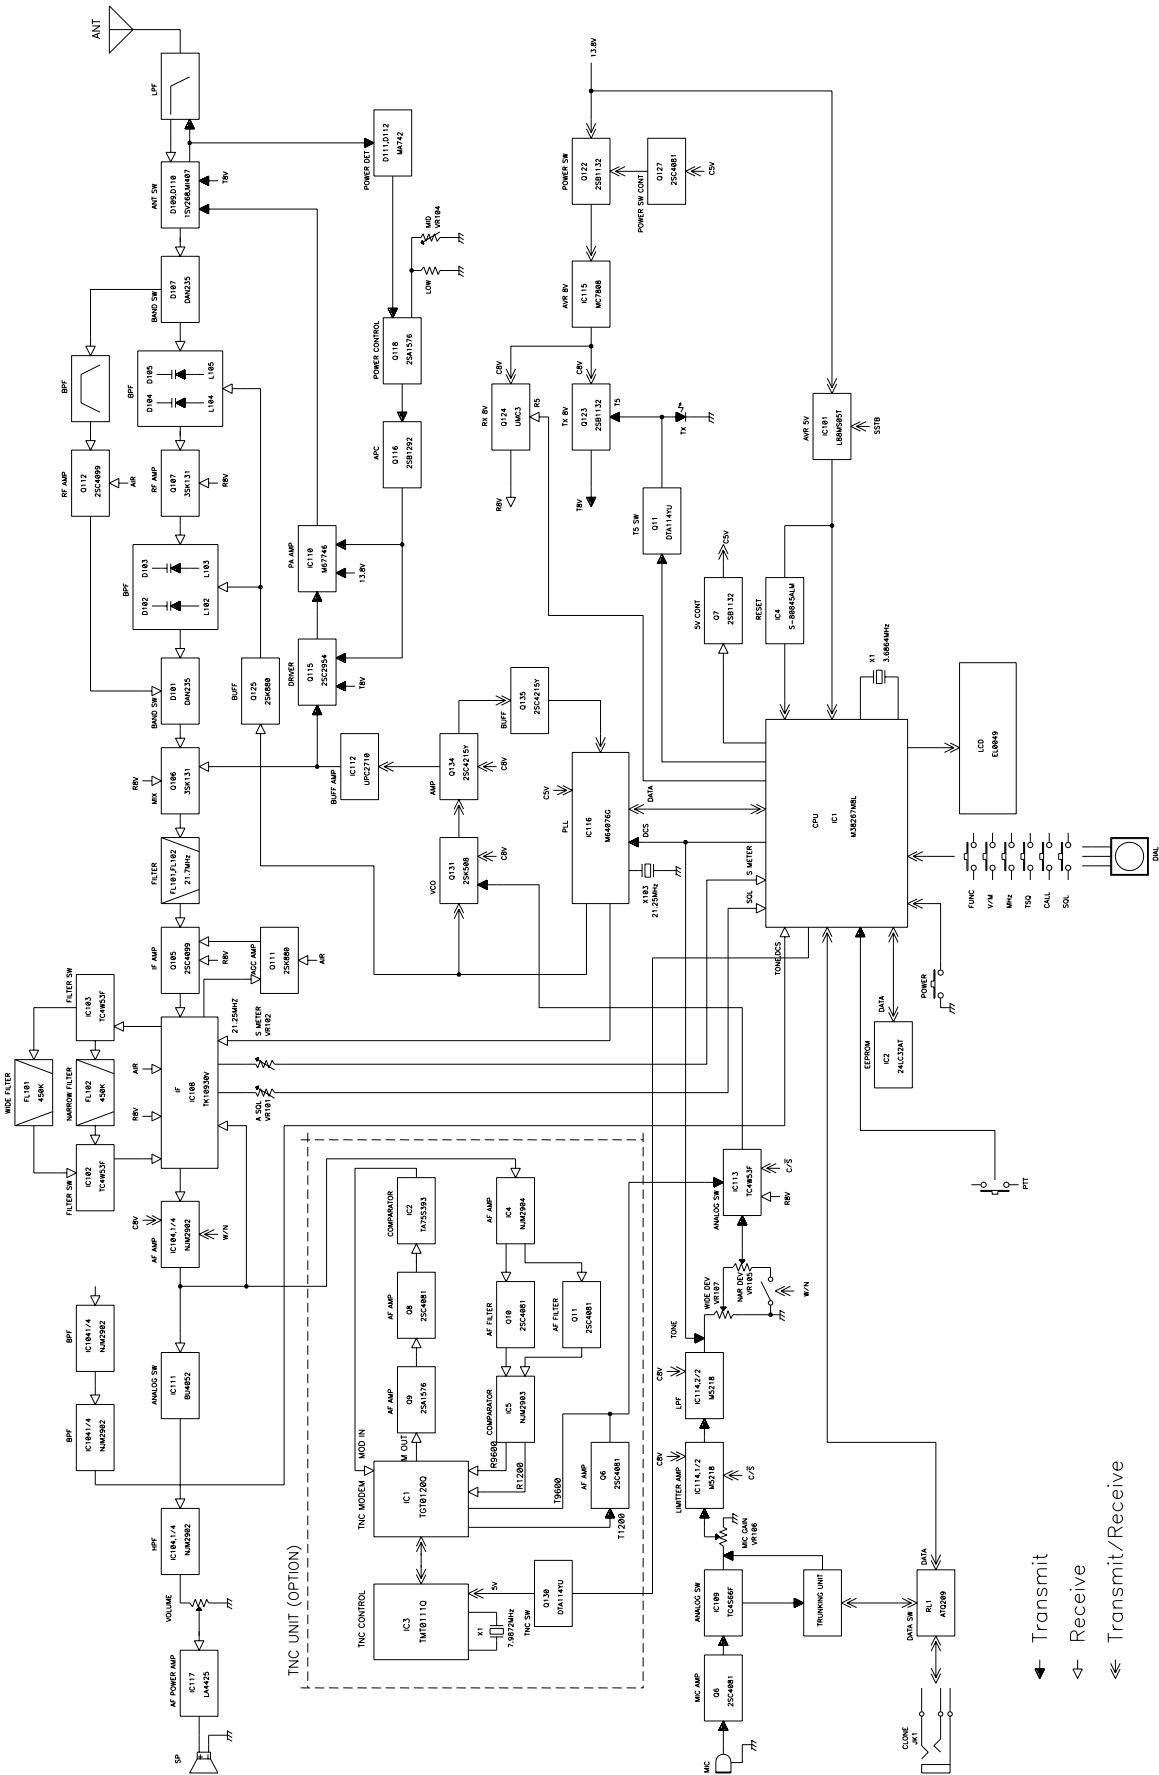 ANT
LPF
ANT SW
D109,D110
1SV268,MI407
T8V
BAND SW
D107
DAN235
BPF
BPF
D105
D104
L105
L104
RF AMP
Q112
2SC4099
AIR
RF AMP
Q107
3SK131
R8V
BPF
D103
D102
L103
L102
BAND SW
D101
DAN235
BUFF
Q125
2SK880
R8V
MIX
Q106
3SK131
FILTER
FL101,FL102
21.7MHz
IF AMP
Q105
2SC4099
R8V
AGC AMP
Q111
2SK880
AIR
FILTER SW
IC103
TC4W53F
WIDE FILTER
FL101
450K
NARROW FILTER
FL102
450K
FILTER SW
IC102
TC4W53F
AIR
R8V
IF
IC108
TK10930V
21.25MHZ
S METER
VR102
A SQL
VR101
C8V
AF AMP
IC104,1/4
NJM2902
W/N
BPF
IC1041/4
NJM2902
BPF
IC1041/4
NJM2902
ANALOG SW
IC111
BU4052
HPF
IC104,1/4
NJM2902
VOLUME
AF POWER AMP
IC117
LA4425
SP
POWER DET
D111,D112
MA742
MID
VR104
LOW
POWER CONTROL
Q118
2SA1576
APC
Q116
2SB1292
PA AMP
IC110
M67746
13.8V
DRIVER
Q115
2SC2954
T8V
BUFF AMP
IC112
UPC2710
AMP
Q134
2SC4215Y
C8V
BUFF
Q135
2SC4215Y
VCO
Q131
2SK508
C8V
C5V
PLL
IC116
M64076G
DCS
DATA
X103
21.25MHz
13.8V
POWER SW
Q122
2SB1132
POWER SW CONT
Q127
2SC4081
C5V
AVR 8V
IC115
MC7808
C8V
C8V
RX 8V
Q124
UMC3
R5
R8V
TX 8V
Q123
2SB1132
T5
T8V
TX
T5 SW
Q11
DTA114YU
AVR 5V
IC101
L88MS05T
SSTB
5V CONT
Q7
2SB1132
C5V
RESET
IC4
S-80845ALM
X1
3.6864MHz
LCD
EL0049
CPU
IC1
M38267M8L
S METER
SQL
TONE,DCS
FUNC
V/M
MHz
TSQ
CALL
SQL
DIAL
POWER
DATA
EEPROM
IC2
24LC32AT
PTT
TNC UNIT (OPTION)
COMPARATOR
IC2
TA75S393
AF AMP
Q8
2SC4081
AF AMP
Q9
2SA1576
MOD IN
M OUT
AF AMP
IC4
NJM2904
AF FILTER
Q10
2SC4081
AF FILTER
Q11
2SC4081
COMPARATOR
IC5
NJM2903
R9600
R1200
TNC MODEM
IC1
TGT0120Q
T9600
T1200
AF AMP
Q6
2SC4081
TNC CONTROL
IC3
TMT0111Q
X1
7.9872MHz
5V
TNC SW
Q130
DTA114YU
ANALOG SW
IC113
TC4W53F
R8V
C/S
WIDE DEV
VR107
NAR DEV
VR105
W/N
TONE
C8V
LPF
IC114,2/2
M5218
C8V
LIMITTER AMP
IC114,1/2
M5218
C/S
MIC GAIN
VR106
ANALOG SW
IC109
TC4S66F
MIC AMP
Q6
2SC4081
MIC
TRUNKING UNIT
DATA
DATA SW
RL1
ATQ209
CLONE
JK1
Transmit
Receive
Transmit/Receive